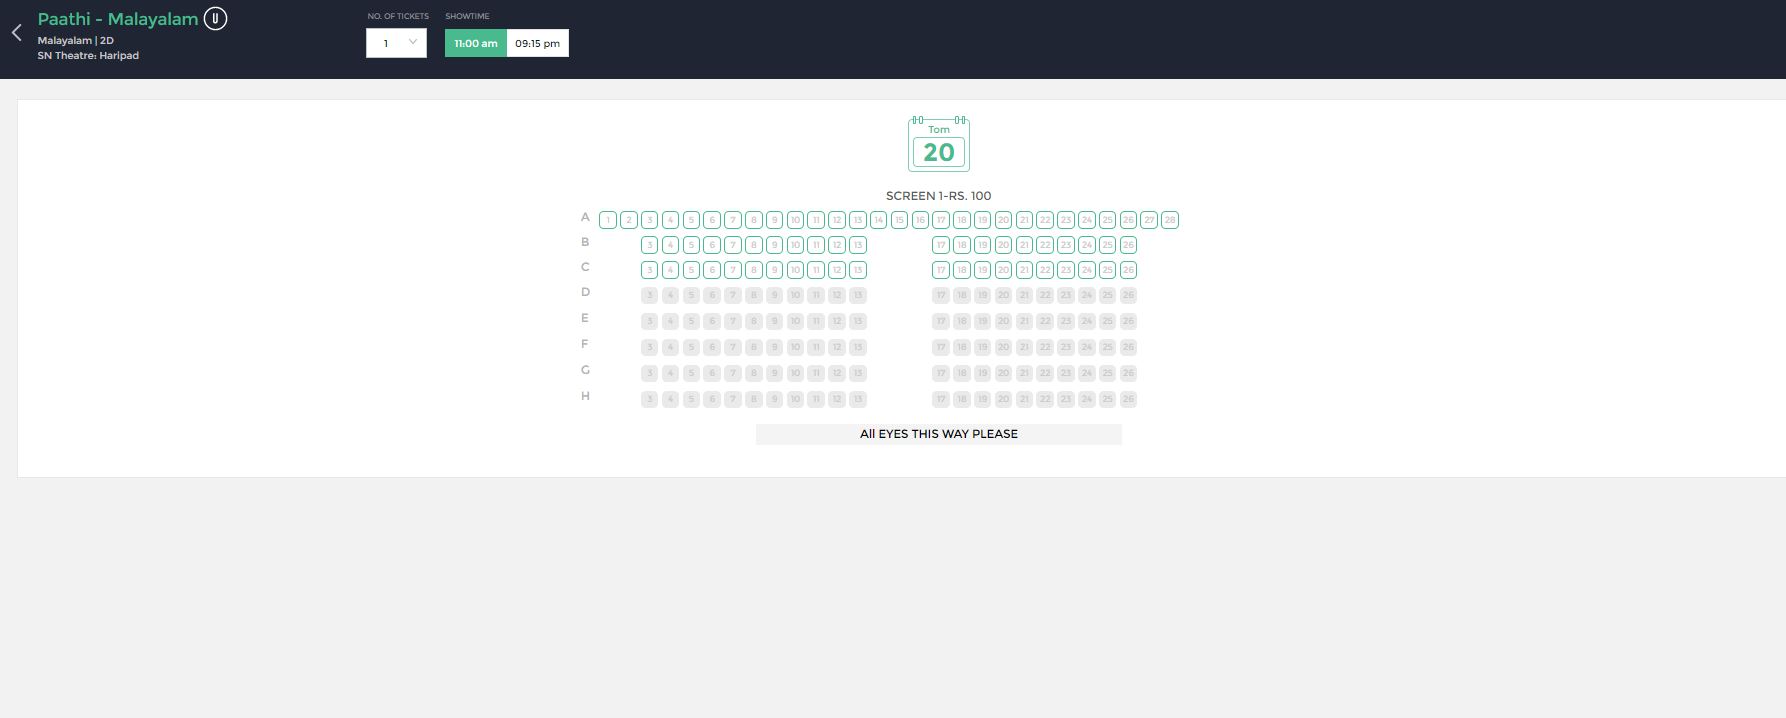 Paathi - Malayalam U
Malayalam | 2D
SN Theatre: Haripad
NO. OF TICKETS
1
SHOWTIME
11:00 am 09:15 pm
Tom
20
SCREEN 1-RS. 100
A 1 2 3 4 5 6 7 8 9 10 11 12 13 14 15 16 17 18 19 20 21 22 23 24 25 26 27 28
B 3 4 5 6 7 8 9 10 11 12 13 17 18 19 20 21 22 23 24 25 26
C 3 4 5 6 7 8 9 10 11 12 13 17 18 19 20 21 22 23 24 25 26
D 3 4 5 6 7 8 9 10 11 12 13 17 18 19 20 21 22 23 24 25 26
E 3 4 5 6 7 8 9 10 11 12 13 17 18 19 20 21 22 23 24 25 26
F 3 4 5 6 7 8 9 10 11 12 13 17 18 19 20 21 22 23 24 25 26
G 3 4 5 6 7 8 9 10 11 12 13 17 18 19 20 21 22 23 24 25 26
H 3 4 5 6 7 8 9 10 11 12 13 17 18 19 20 21 22 23 24 25 26
All EYES THIS WAY PLEASE